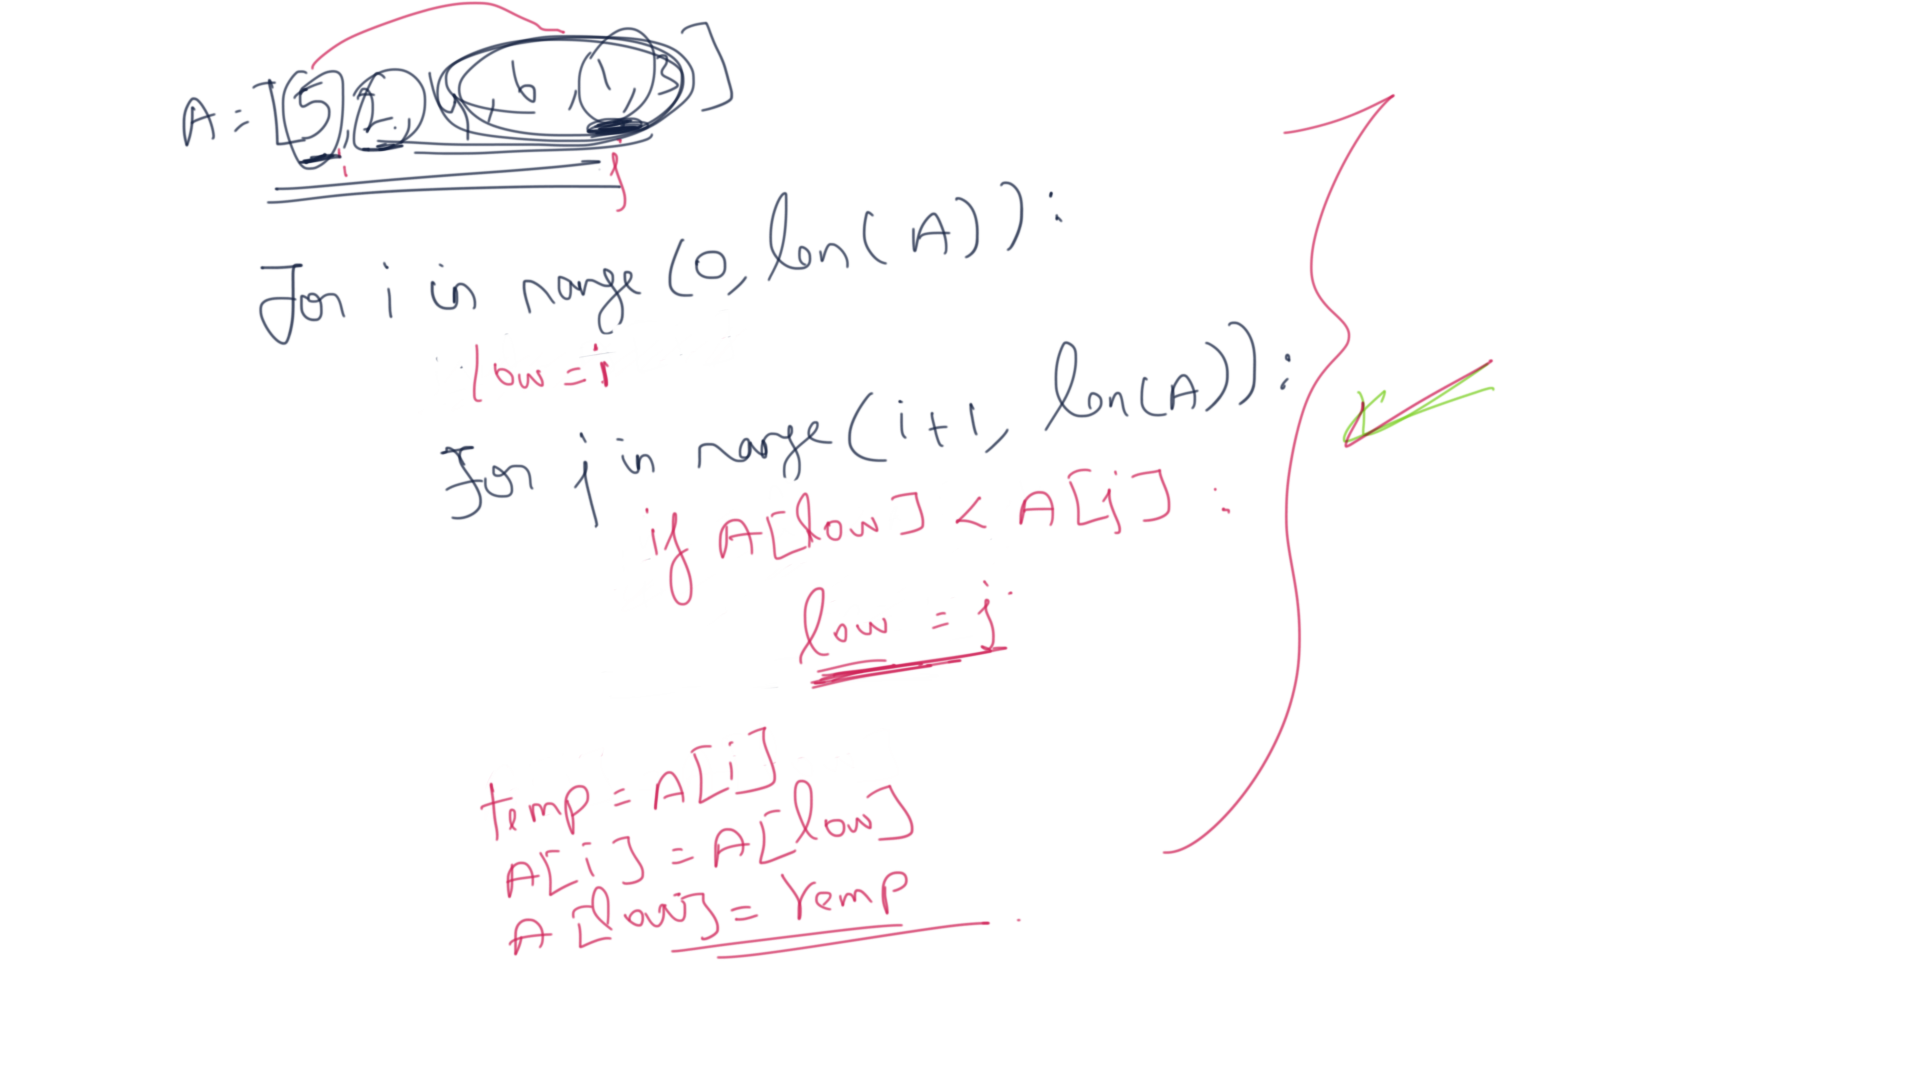 A = [5, 2, 4, 6, 1, 3]
for i in range (0, len(A)):
low = i
for j in range (i+1, len(A)):
if A[low] < A[j] :
low = j
temp = A[i]
A[i] = A[low]
A[low] = temp